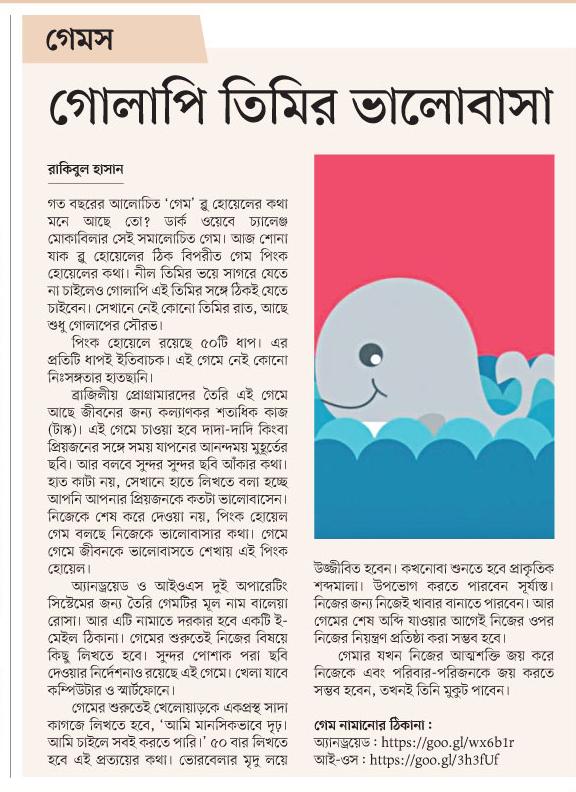 গেমস
গোলাপি তিমির ভালোবাসা
রাকিবুল হাসান
গত বছরের আলোচিত ‘গেম’ ব্লু হোয়েলের কথা
মনে আছে তো? ডার্ক ওয়েবে চ্যালেঞ্জ
মোকাবিলার সেই সমালোচিত গেম। আজ শোনা
যাক ব্লু হোয়েলের ঠিক বিপরীত গেম পিংক
হোয়েলের কথা। নীল তিমির ভয়ে সাগরে যেতে
না চাইলেও গোলাপি এই তিমির সঙ্গে ঠিকই যেতে
চাইবেন। সেখানে নেই কোনো তিমির রাত, আছে
শুধু গোলাপের সৌরভ।
পিংক হোয়েলে রয়েছে ৫০টি ধাপ। এর
প্রতিটি ধাপই ইতিবাচক। এই গেমে নেই কোনো
নিঃসঙ্গতার হাতছানি।
ব্রাজিলীয় প্রোগ্রামারদের তৈরি এই গেমে
আছে জীবনের জন্য কল্যাণকর শতাধিক কাজ
(টাস্ক)। এই গেমে চাওয়া হবে দাদা-দাদি কিংবা
প্রিয়জনের সঙ্গে সময় যাপনের আনন্দময় মুহূর্তের
ছবি। আর বলবে সুন্দর সুন্দর ছবি আঁকার কথা।
হাত কাটা নয়, সেখানে হাতে লিখতে বলা হচ্ছে
আপনি আপনার প্রিয়জনকে কতটা ভালোবাসেন।
নিজেকে শেষ করে দেওয়া নয়, পিংক হোয়েল
গেম বলছে নিজেকে ভালোবাসার কথা। গেমে
গেমে জীবনকে ভালোবাসতে শেখায় এই পিংক
হোয়েল।
অ্যানড্রয়েড ও আইওএস দুই অপারেটিং
সিস্টেমের জন্য তৈরি গেমটির মূল নাম বালেয়া
রোসা। আর এটি নামাতে দরকার হবে একটি ই-
মেইল ঠিকানা। গেমের শুরুতেই নিজের বিষয়ে
কিছু লিখতে হবে। সুন্দর পোশাক পরা ছবি
দেওয়ার নির্দেশনাও রয়েছে এই গেমে। খেলা যাবে
কম্পিউটার ও স্মার্টফোনে।
গেমের শুরুতেই খেলোয়াড়কে একপ্রস্থ সাদা
কাগজে লিখতে হবে, ‘আমি মানসিকভাবে দৃঢ়।
আমি চাইলে সবই করতে পারি।’ ৫০ বার লিখতে
হবে এই প্রত্যয়ের কথা। ভোরবেলার মৃদু লয়ে
উজ্জীবিত হবেন। কখনোবা শুনতে হবে প্রাকৃতিক
শব্দমালা। উপভোগ করতে পারবেন সূর্যাস্ত।
নিজের জন্য নিজেই খাবার বানাতে পারবেন। আর
গেমের শেষ অব্দি যাওয়ার আগেই নিজের ওপর
নিজের নিয়ন্ত্রণ প্রতিষ্ঠা করা সম্ভব হবে।
গেমার যখন নিজের আত্মশক্তি জয় করে
নিজেকে এবং পরিবার-পরিজনকে জয় করতে
সম্ভব হবেন, তখনই তিনি মুকুট পাবেন।
গেম নামানোর ঠিকানা :
অ্যানড্রয়েড : https://goo.gl/wx6b1r
আই-ওস : https://goo.gl/3h3fUf